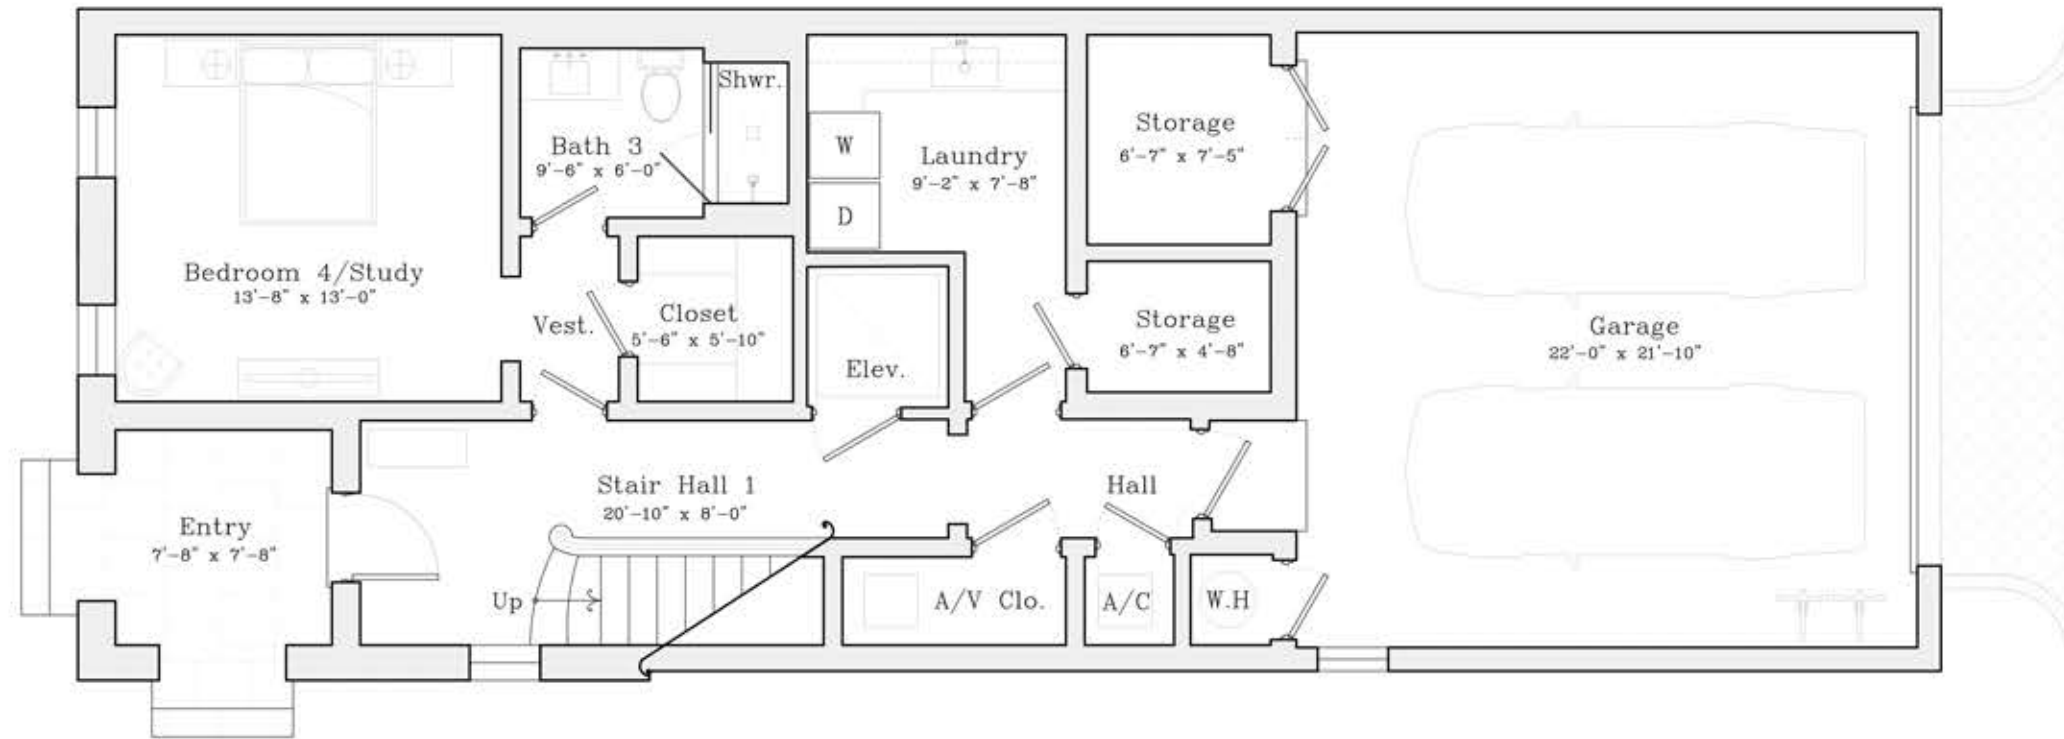 Shwr.
Bath 3
9'-6" x 6'-0"
W
D
Laundry
9'-2" x 7'-8"
Storage
6'-7" x 7'-5"
Bedroom 4/Study
13'-8" x 13'-0"
Vest.
Closet
5'-6" x 5'-10"
Elev.
Storage
6'-7" x 4'-8"
Garage
22'-0" x 21'-10"
Entry
7'-8" x 7'-8"
Stair Hall 1
20'-10" x 8'-0"
Hall
Up
A/V Clo.
A/C
W.H